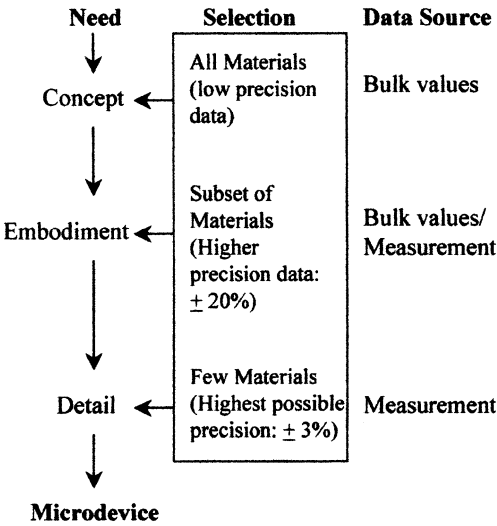 Need
Selection
Data Source
All Materials
(low precision
data)
Concept
Bulk values
Subset of
Materials
(Higher
precision data:
± 20%)
Embodiment
Bulk values/
Measurement
Few Materials
(Highest possible
precision: ± 3%)
Detail
Measurement
Microdevice